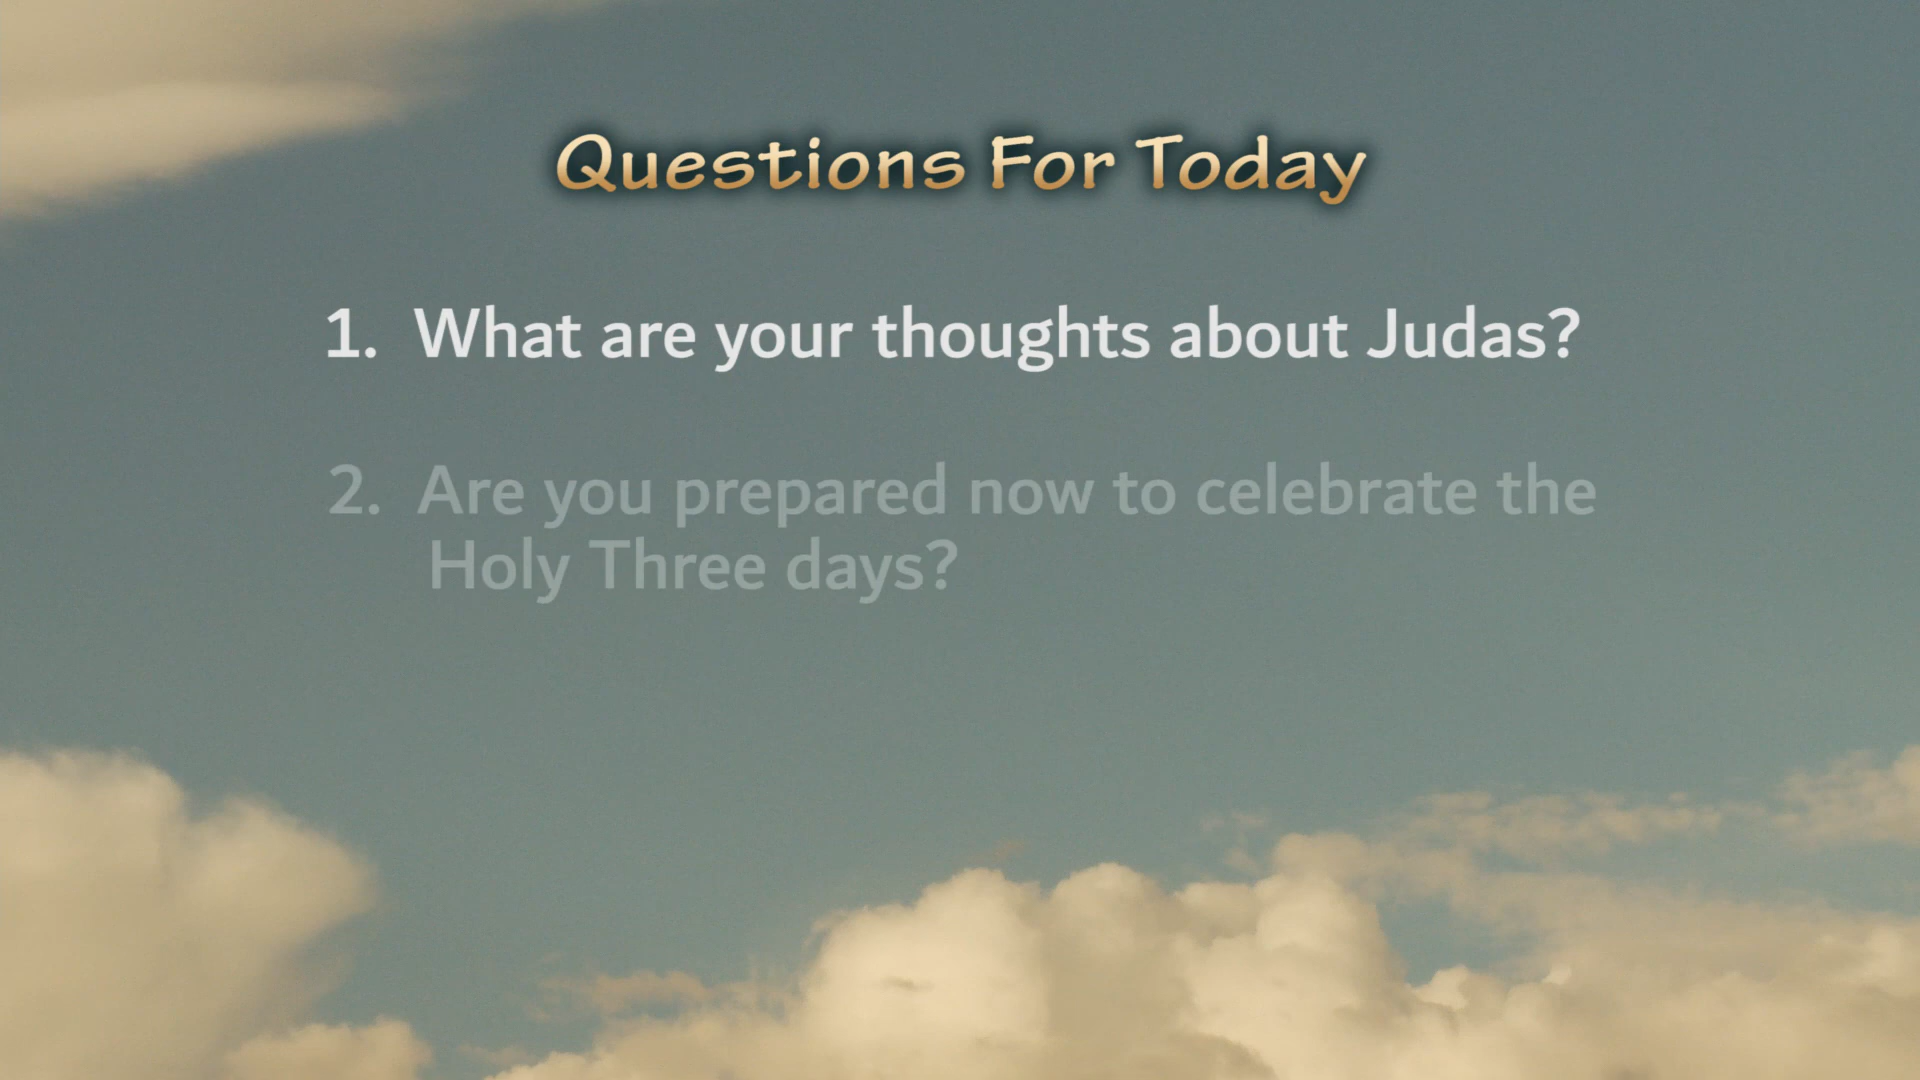 Questions For Today
1. What are your thoughts about Judas?
2. Are you prepared now to celebrate the
Holy Three days?